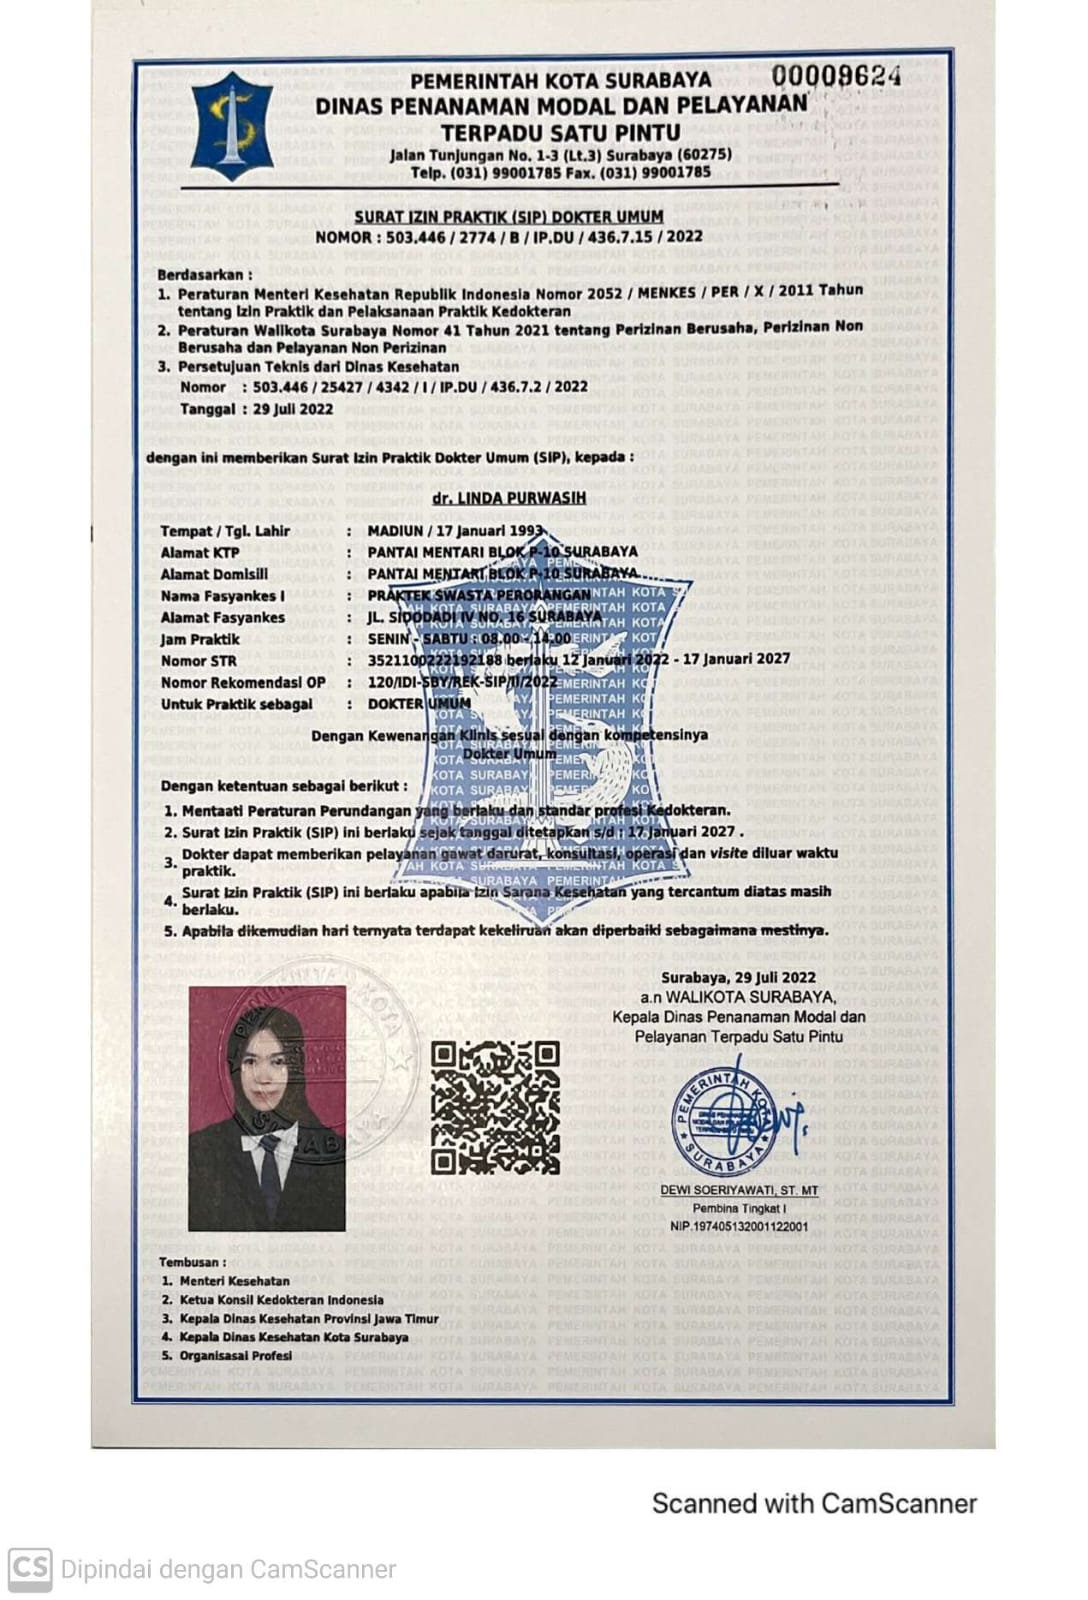 00009624
PEMERINTAH KOTA SURABAYA
DINAS PENANAMAN MODAL DAN PELAYANAN
TERPADU SATU PINTU
Jalan Tunjungan No. 1-3 (Lt.3) Surabaya (60275)
Telp. (031) 99001785 Fax. (031) 99001785
SURAT IZIN PRAKTIK (SIP) DOKTER UMUM
NOMOR : 503.446 / 2774 / B / IP.DU / 436.7.15 / 2022
Berdasarkan :
1. Peraturan Menteri Kesehatan Republik Indonesia Nomor 2052 / MENKES / PER / X / 2011 Tahun
tentang Izin Praktik dan Pelaksanaan Praktik Kedokteran
2. Peraturan Walikota Surabaya Nomor 41 Tahun 2021 tentang Perizinan Berusaha, Perizinan Non
Berusaha dan Pelayanan Non Perizinan
3. Persetujuan Teknis dari Dinas Kesehatan
Nomor : 503.446 / 25427 / 4342 / I / IP.DU / 436.7.2 / 2022
Tanggal : 29 Juli 2022
dengan ini memberikan Surat Izin Praktik Dokter Umum (SIP), kepada :
dr. LINDA PURWASIH
Tempat / Tgl. Lahir : MADIUN / 17 Januari 1993
Alamat KTP : PANTAI MENTARI BLOK P-10 SURABAYA
Alamat Domisili : PANTAI MENTARI BLOK P-10 SURABAYA
Nama Fasyankes I : PRAKTEK SWASTA PERORANGAN
Alamat Fasyankes : JL. SIDODADI IV NO. 16 SURABAYA
Jam Praktik : SENIN - SABTU : 08.00 - 14.00
Nomor STR : 3521100222192188 berlaku 12 Januari 2022 - 17 Januari 2027
Nomor Rekomendasi OP : 120/IDI-SBY/REK-SIP/II/2022
Untuk Praktik sebagai : DOKTER UMUM
Dengan Kewenangan Klinis sesuai dengan kompetensinya
Dokter Umum
Dengan ketentuan sebagai berikut :
1. Mentaati Peraturan Perundangan yang berlaku dan standar profesi Kedokteran.
2. Surat Izin Praktik (SIP) ini berlaku sejak tanggal ditetapkan s/d : 17 Januari 2027 .
3. Dokter dapat memberikan pelayanan gawat darurat, konsultasi, operasi dan visite diluar waktu
praktik.
4. Surat Izin Praktik (SIP) ini berlaku apabila Izin Sarana Kesehatan yang tercantum diatas masih
berlaku.
5. Apabila dikemudian hari ternyata terdapat kekeliruan akan diperbaiki sebagaimana mestinya.
Surabaya, 29 Juli 2022
a.n WALIKOTA SURABAYA,
Kepala Dinas Penanaman Modal dan
Pelayanan Terpadu Satu Pintu
PEMERINTAH KOTA
SURABAYA
DEWI SOERIYAWATI, ST. MT
Pembina Tingkat I
NIP.197405132001122001
Tembusan :
1. Menteri Kesehatan
2. Ketua Konsil Kedokteran Indonesia
3. Kepala Dinas Kesehatan Provinsi Jawa Timur
4. Kepala Dinas Kesehatan Kota Surabaya
5. Organisasai Profesi
Scanned with CamScanner
CS Dipindai dengan CamScanner